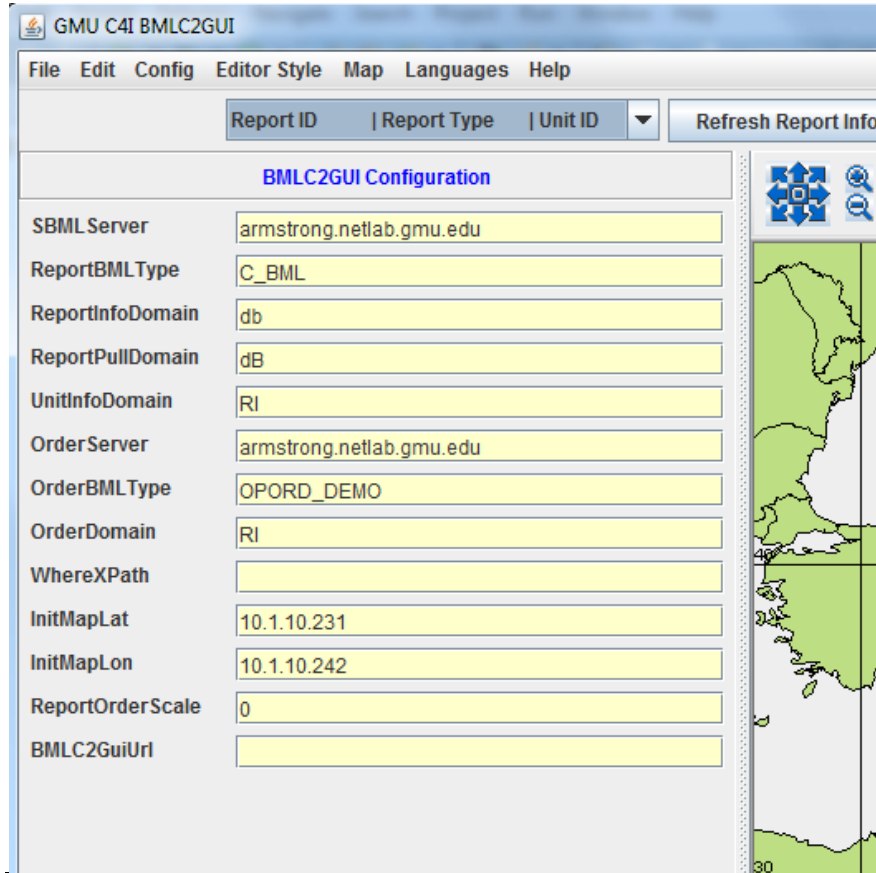 GMU C4I BMLC2GUI
File Edit Config Editor Style Map Languages Help
Report ID | Report Type | Unit ID Refresh Report Info
BMLC2GUI Configuration
SBMLServer armstrong.netlab.gmu.edu
ReportBMLType C_BML
ReportInfoDomain db
ReportPullDomain dB
UnitInfoDomain RI
OrderServer armstrong.netlab.gmu.edu
OrderBMLType OPORD_DEMO
OrderDomain RI
WhereXPath
40
InitMapLat 10.1.10.231
InitMapLon 10.1.10.242
ReportOrderScale 0
BMLC2GuiUrl
30